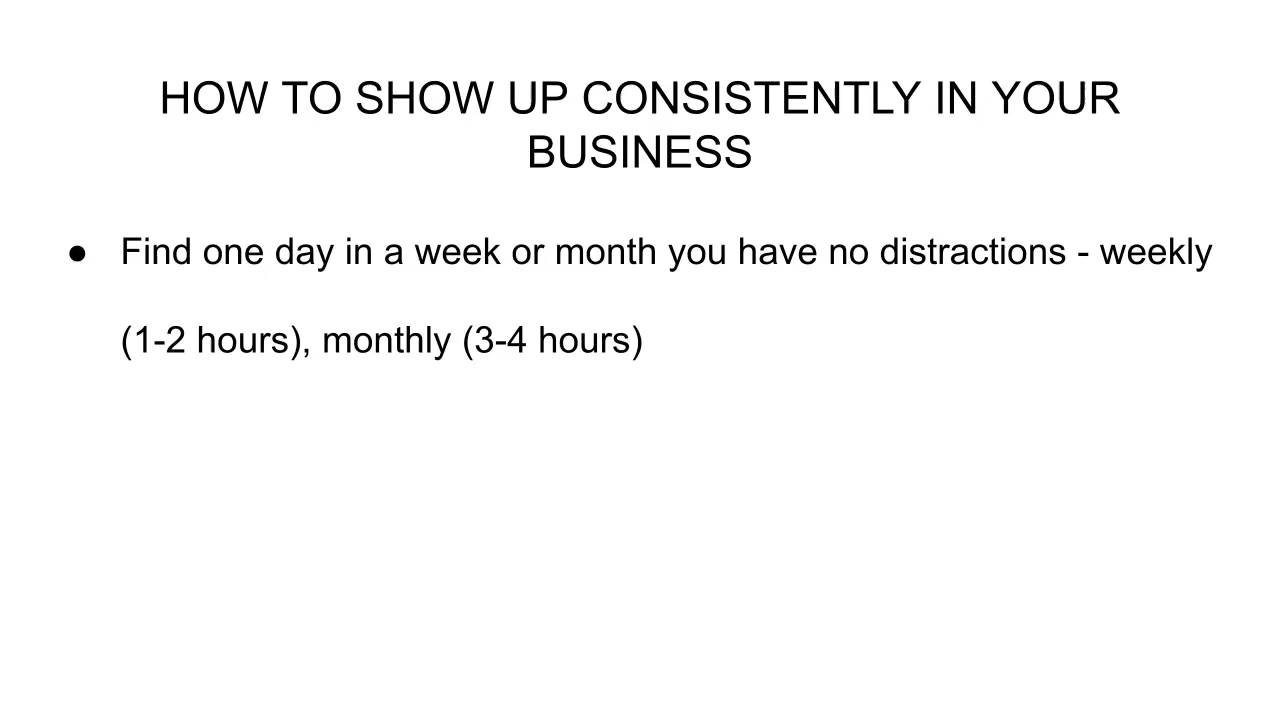 HOW TO SHOW UP CONSISTENTLY IN YOUR
BUSINESS
● Find one day in a week or month you have no distractions - weekly
(1-2 hours), monthly (3-4 hours)